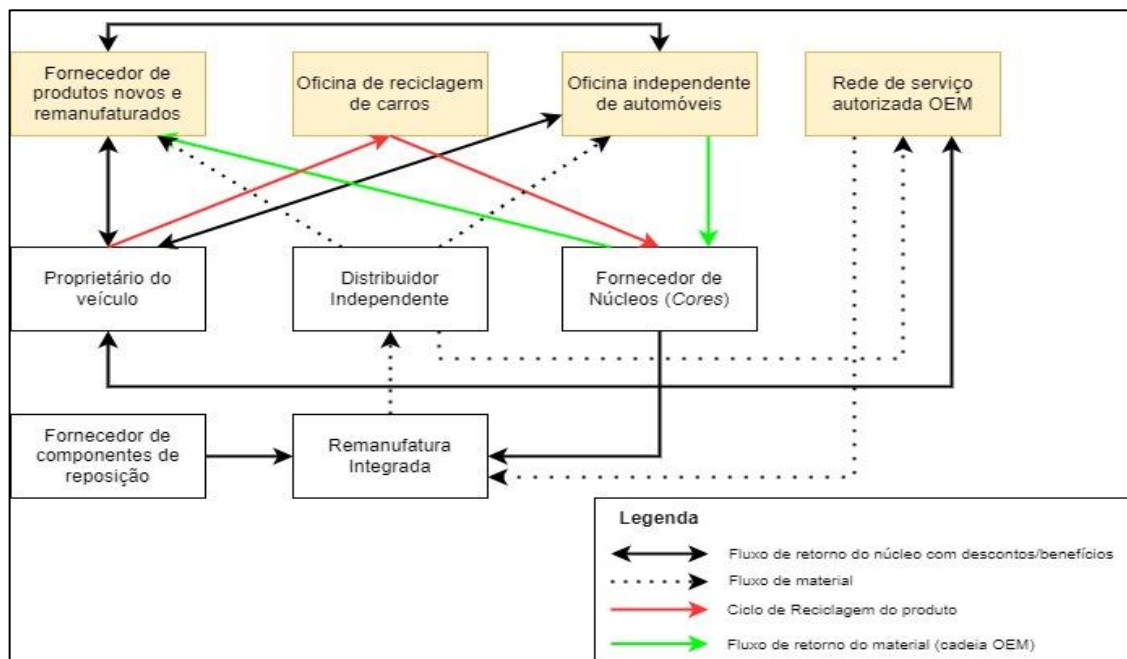 Fornecedor de
produtos novos e
remanufaturados
Oficina de reciclagem
de carros
Oficina independente
de automóveis
Rede de serviço
autorizada OEM
Proprietário do
veículo
Distribuidor
Independente
Fornecedor de
Núcleos (Cores)
Fornecedor de
componentes de
reposição
Remanufatura
Integrada
Legenda
Fluxo de retorno do núcleo com descontos/benefícios
Fluxo de material
Ciclo de Reciclagem do produto
Fluxo de retorno do material (cadeia OEM)